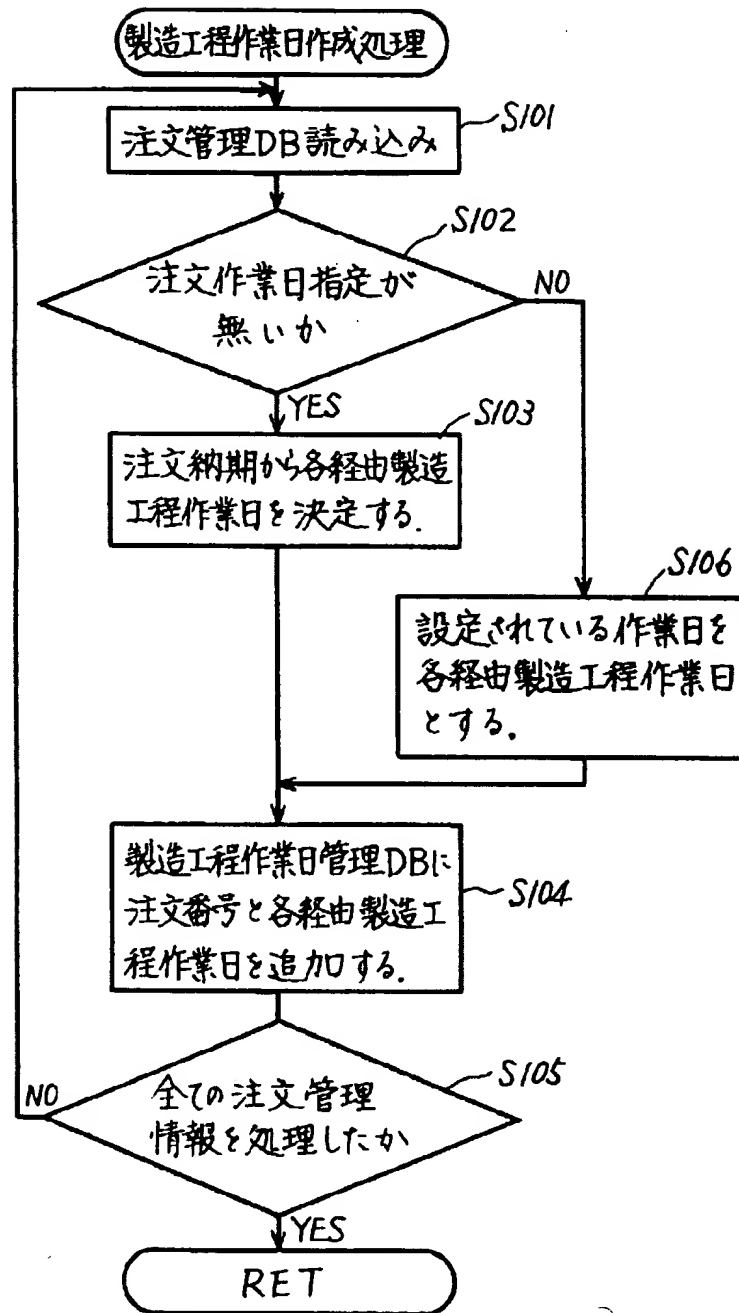 製造工程作業日作成処理
注文管理DB読み込み
S101
S102
注文作業日指定が
無いか
NO
YES
S103
注文納期から各経由製造
工程作業日を決定する.
S106
設定されている作業日を
各経由製造工程作業日
とする.
製造工程作業日管理DBに
注文番号と各経由製造工
程作業日を追加する.
S104
S105
全ての注文管理
情報を処理したか
NO
YES
RET